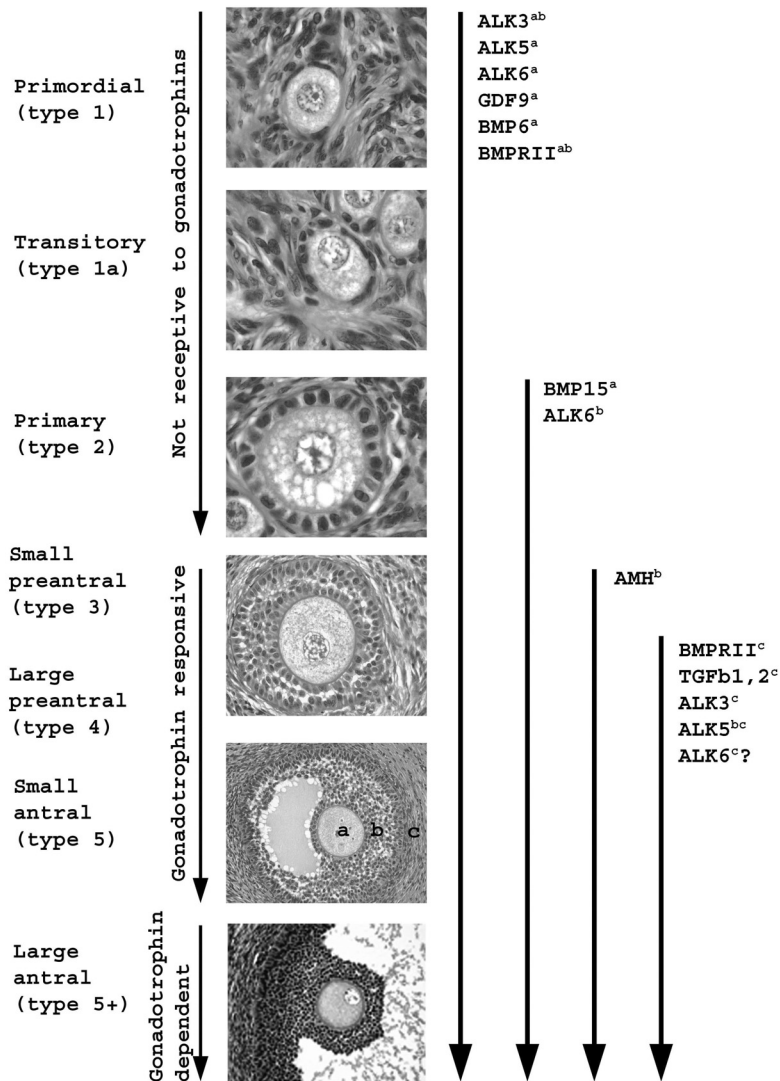 Primordial
(type 1)
Transitory
(type 1a)
Primary
(type 2)
Small
preantral
(type 3)
Large
preantral
(type 4)
Small
antral
(type 5)
Large
antral
(type 5+)
Not receptive to gonadotrophins
Gonadotrophin responsive
Gonadotrophin
dependent
a b c
ALK3ᵃᵇ
ALK5ᵃ
ALK6ᵃ
GDF9ᵃ
BMP6ᵃ
BMPRIIᵃᵇ
BMP15ᵃ
ALK6ᵇ
AMHᵇ
BMPRIIᶜ
TGFb1,2ᶜ
ALK3ᶜ
ALK5ᵇᶜ
ALK6ᶜ?